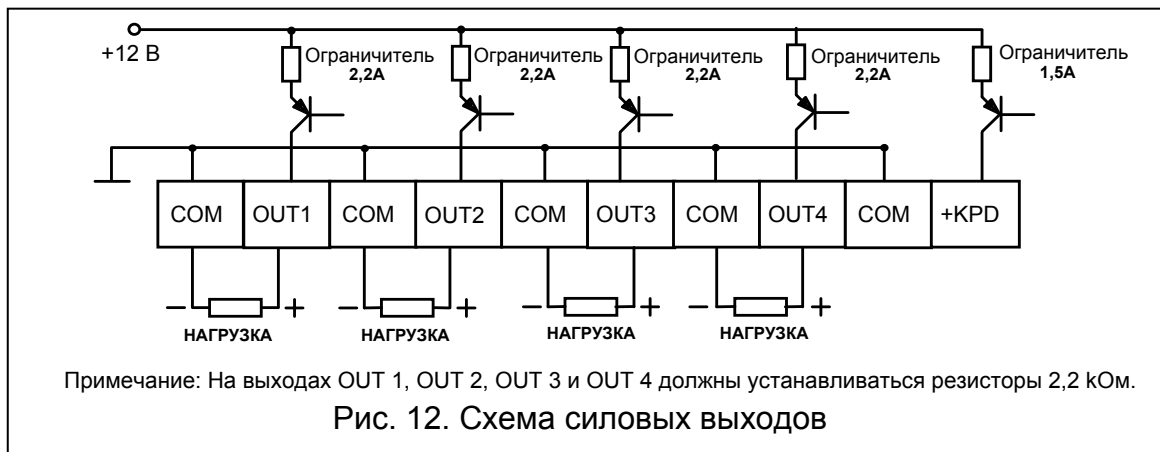 +12 В
Ограничитель
2,2А
Ограничитель
2,2А
Ограничитель
2,2А
Ограничитель
2,2А
Ограничитель
1,5А
COM OUT1 COM OUT2 COM OUT3 COM OUT4 COM +KPD
− + − + − + − +
НАГРУЗКА НАГРУЗКА НАГРУЗКА НАГРУЗКА
Примечание: На выходах OUT 1, OUT 2, OUT 3 и OUT 4 должны устанавливаться резисторы 2,2 kОм.
Рис. 12. Схема силовых выходов